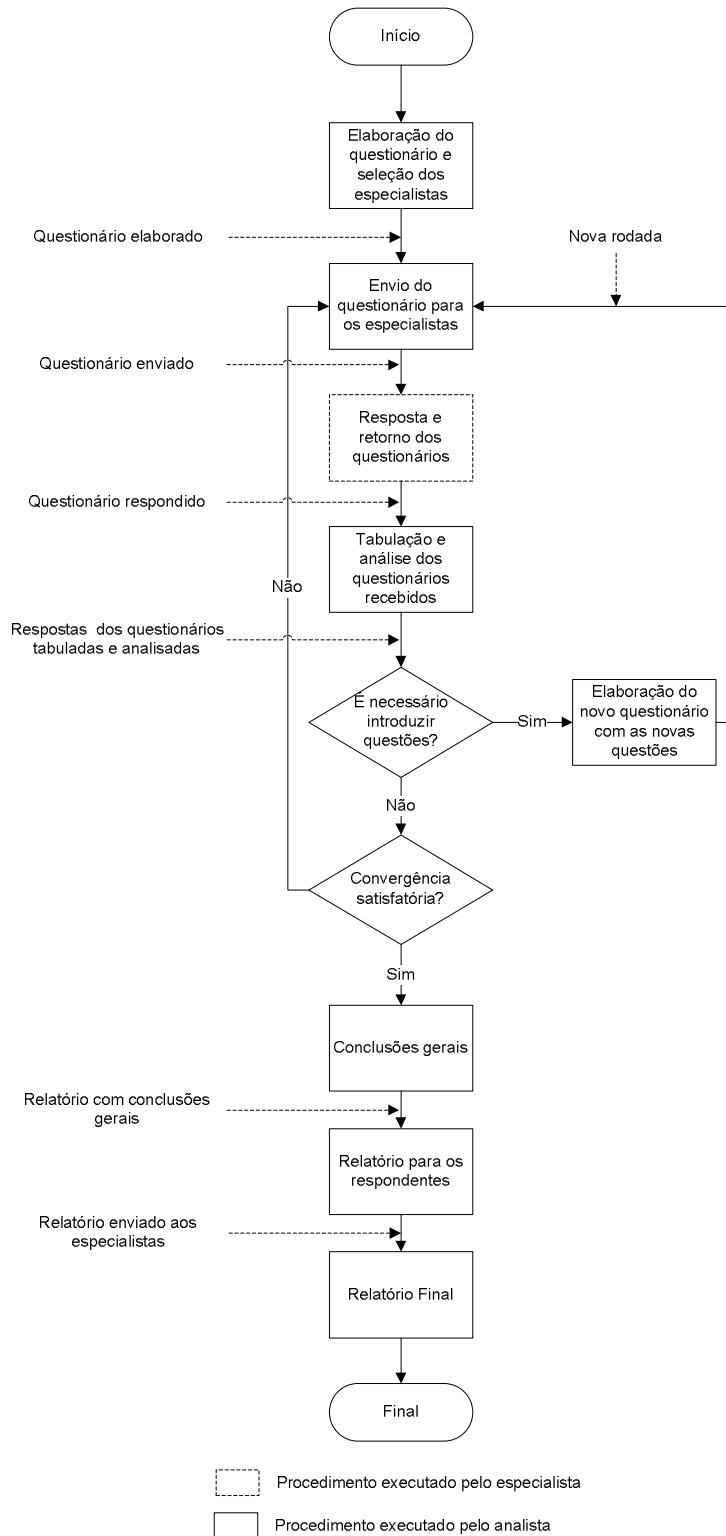 Início
Elaboração do
questionário e
seleção dos
especialistas
Questionário elaborado
Nova rodada
Envio do
questionário para
os especialistas
Questionário enviado
Resposta e
retorno dos
questionários
Questionário respondido
Tabulação e
análise dos
questionários
recebidos
Não
Respostas dos questionários
tabuladas e analisadas
É necessário
introduzir
questões?
Sim
Elaboração do
novo questionário
com as novas
questões
Não
Convergência
satisfatória?
Sim
Conclusões gerais
Relatório com conclusões
gerais
Relatório para os
respondentes
Relatório enviado aos
especialistas
Relatório Final
Final
Procedimento executado pelo especialista
Procedimento executado pelo analista